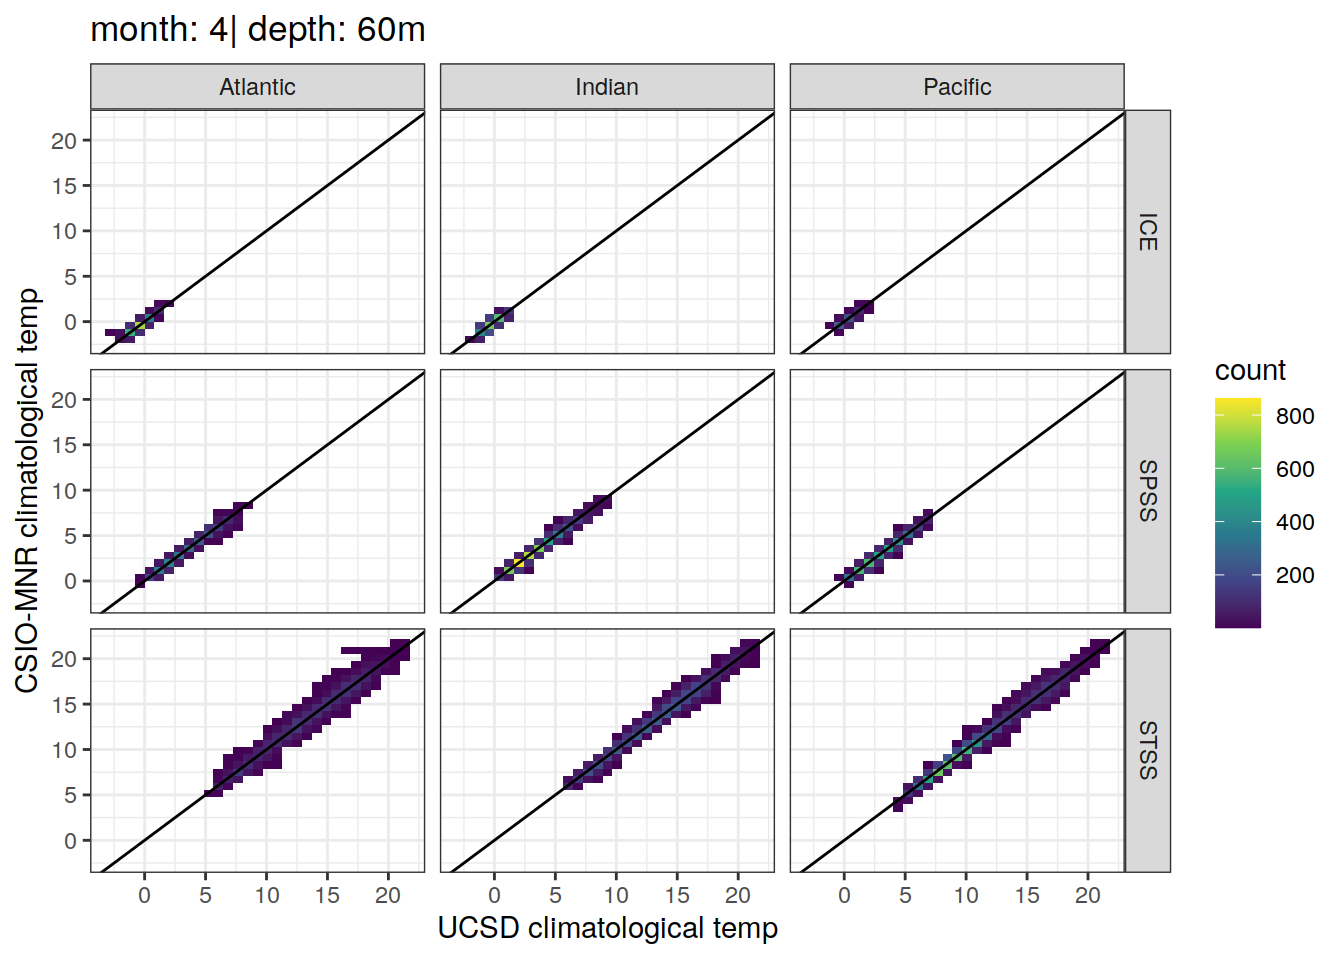 month: 4| depth: 60m
Atlantic Indian Pacific
20
15
10
5
0
ICE
20
15
10
5
0
SPSS
20
15
10
5
0
STSS
0 5 10 15 20 0 5 10 15 20 0 5 10 15 20
UCSD climatological temp
CSIO-MNR climatological temp
count
800
600
400
200